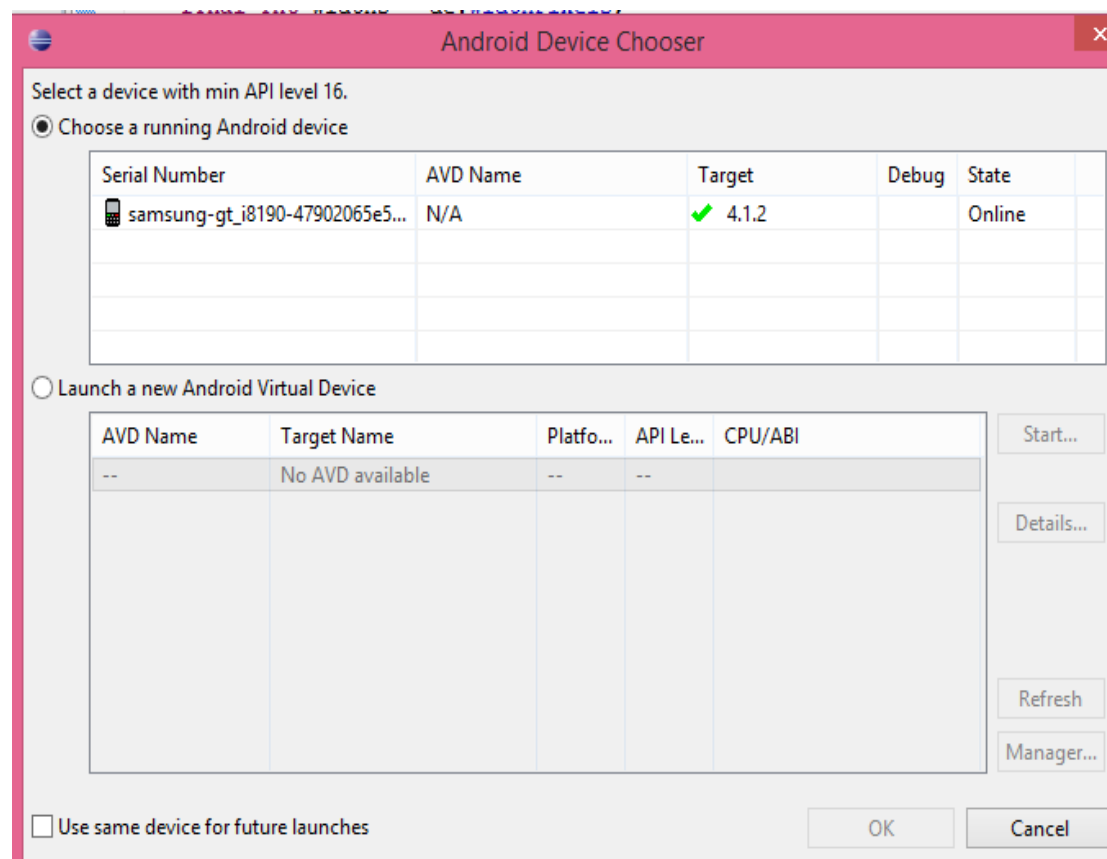 Android Device Chooser
Select a device with min API level 16.
Choose a running Android device
Serial Number AVD Name Target Debug State
samsung-gt_i8190-47902065e5... N/A 4.1.2 Online
Launch a new Android Virtual Device
AVD Name Target Name Platfo... API Le... CPU/ABI
Start...
-- No AVD available -- --
Details...
Refresh
Manager...
Use same device for future launches
OK Cancel